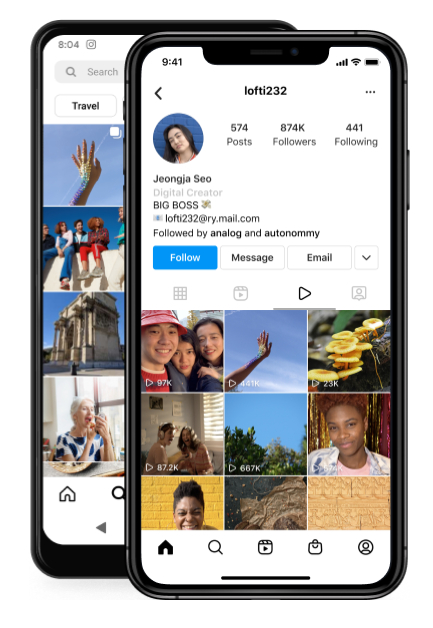 8:04
Search
Travel
9:41
lofti232
574 874K 441
Posts Followers Following
Jeongja Seo
Digital Creator
BIG BOSS 💸
📧 lofti232@ry.mail.com
Followed by analog and autonommy
Follow Message Email
97K 441K 23K
87.2K 667K